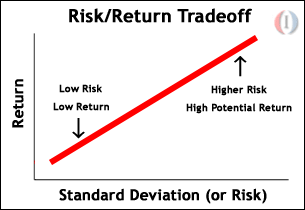 Risk/Return Tradeoff
Low Risk
Low Return
Higher Risk
High Potential Return
Return
Standard Deviation (or Risk)